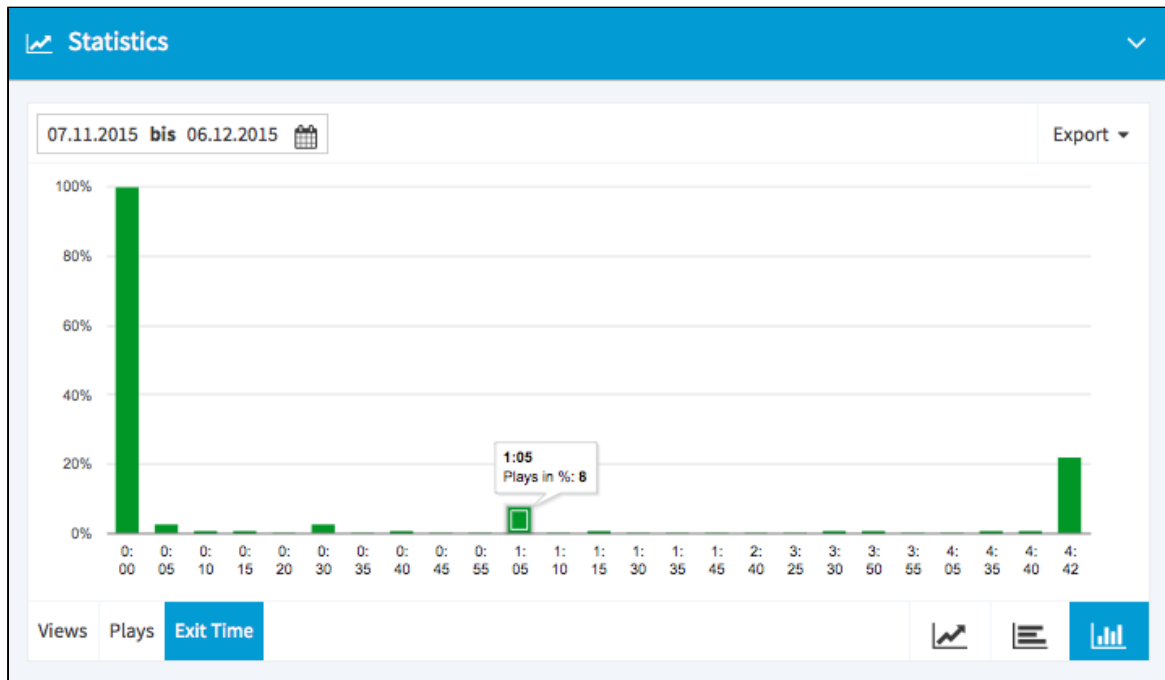 Statistics
07.11.2015 bis 06.12.2015
Export
100%
80%
60%
40%
20%
0%
1:05
Plays in %: 8
0: 0: 0: 0: 0: 0: 0: 0: 0: 0: 1: 1: 1: 1: 1: 1: 2: 3: 3: 3: 3: 4: 4: 4: 4:
00 05 10 15 20 30 35 40 45 55 05 10 15 30 35 45 40 25 30 50 55 05 35 40 42
Views Plays Exit Time